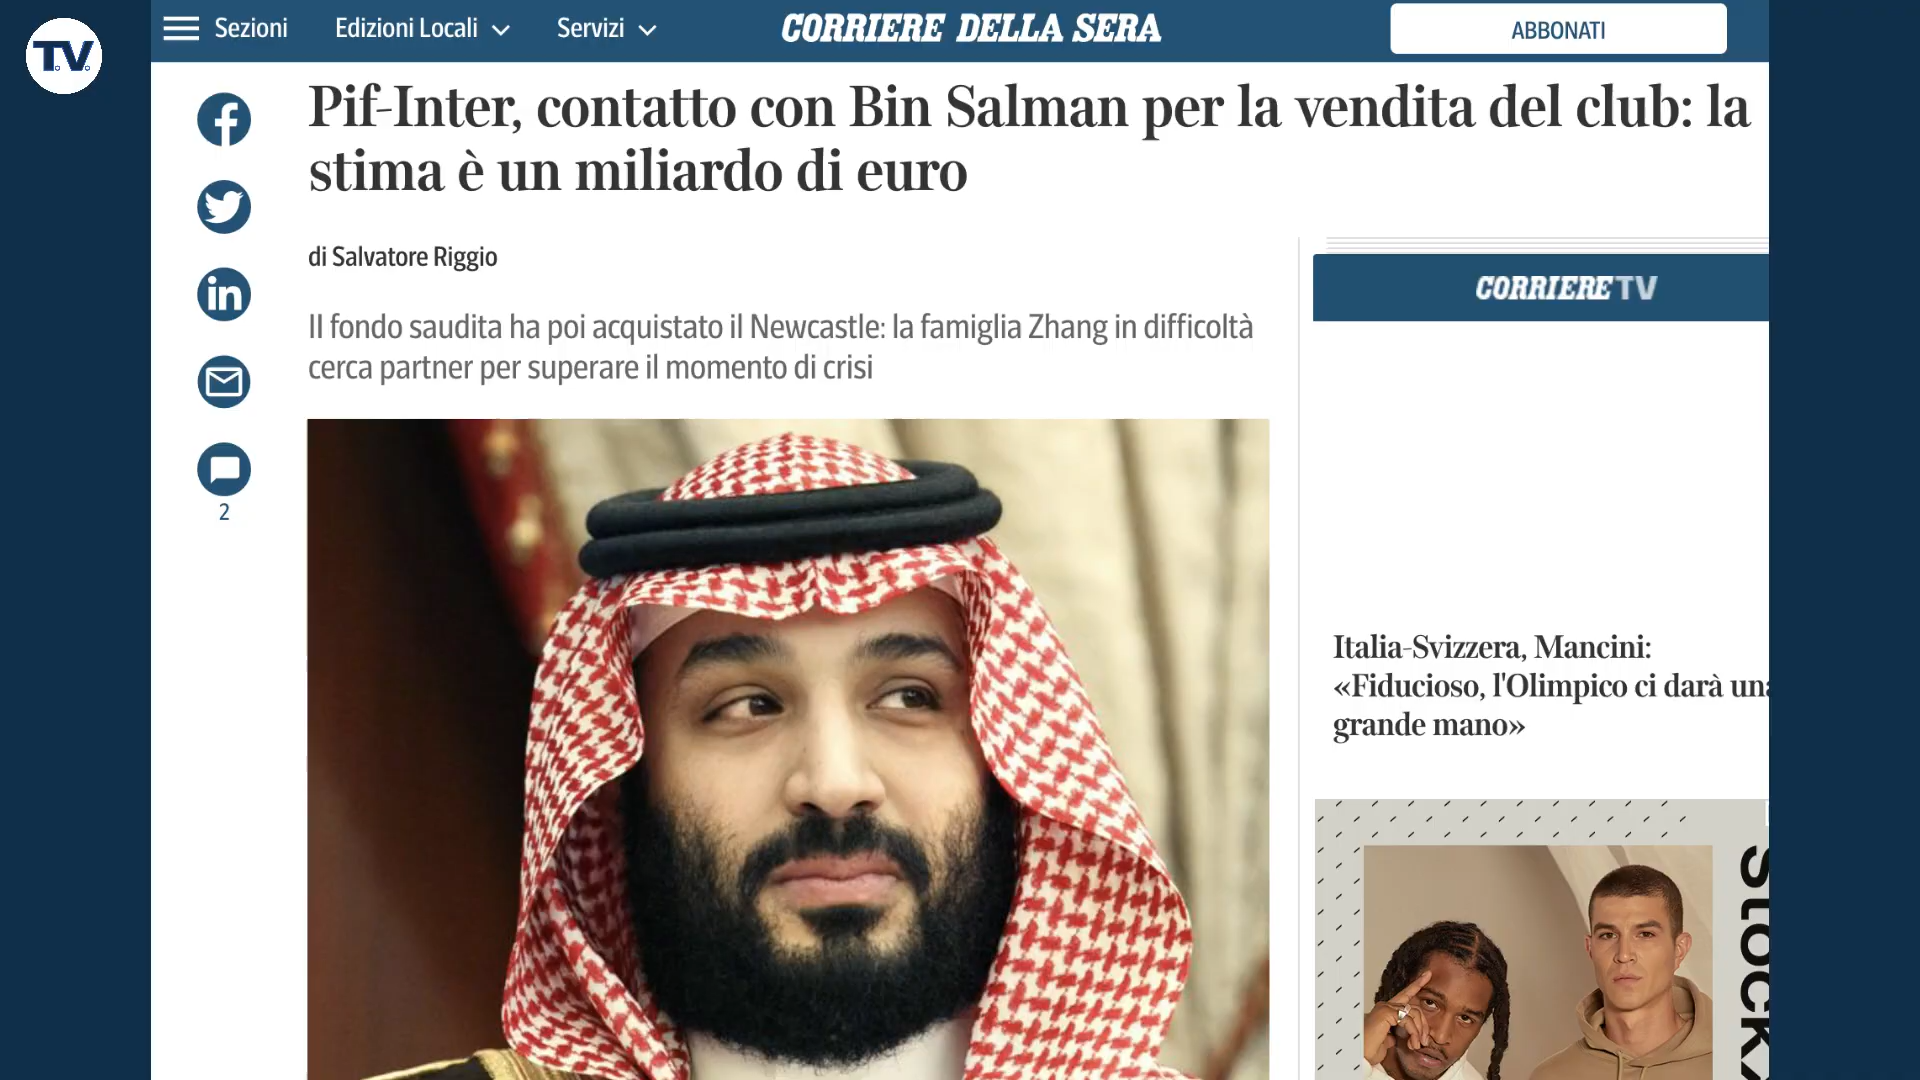 T.V.
Sezioni
Edizioni Locali
Servizi
CORRIERE DELLA SERA
ABBONATI
Pif-Inter, contatto con Bin Salman per la vendita del club: la
stima è un miliardo di euro
di Salvatore Riggio
Il fondo saudita ha poi acquistato il Newcastle: la famiglia Zhang in difficoltà
cerca partner per superare il momento di crisi
2
CORRIERE TV
Italia-Svizzera, Mancini:
«Fiducioso, l'Olimpico ci darà una
grande mano»